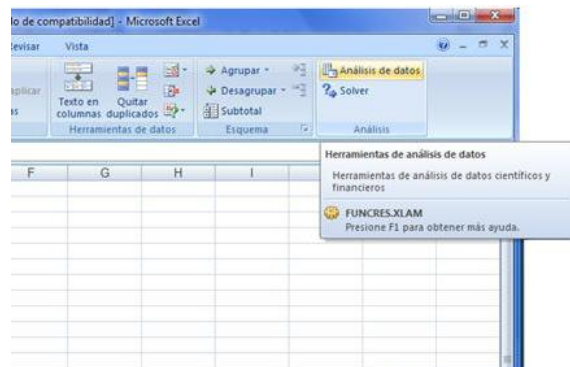 lo de compatibilidad] - Microsoft Excel
Revisar Vista
aplicar
as
Texto en columnas
Quitar duplicados
Herramientas de datos
Agrupar
Desagrupar
Subtotal
Esquema
Análisis de datos
Solver
Análisis
Herramientas de análisis de datos
Herramientas de análisis de datos científicos y
financieros
FUNCRES.XLAM
Presione F1 para obtener más ayuda.
F G H I